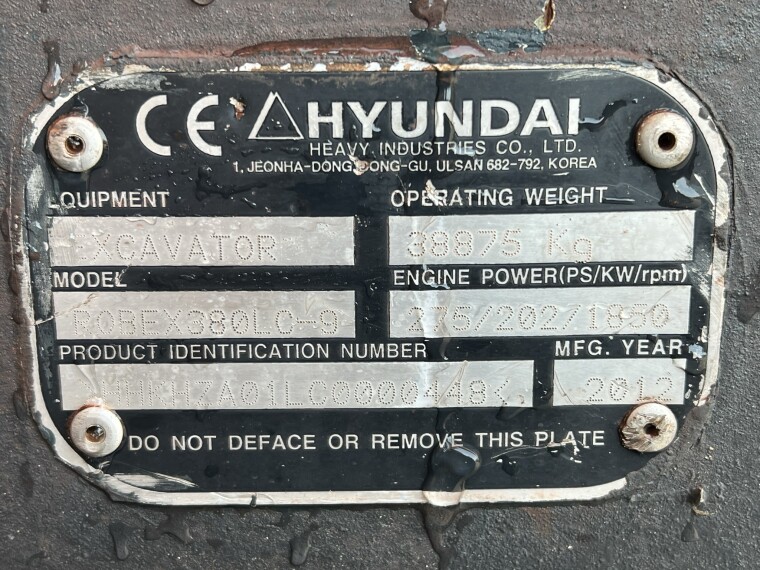 CE HYUNDAI
HEAVY INDUSTRIES CO., LTD.
1, JEONHA-DONG, DONG-GU, ULSAN 682-792, KOREA
EQUIPMENT OPERATING WEIGHT
EXCAVATOR 38875 Kg
MODEL ENGINE POWER(PS/KW/rpm)
ROBEX380LC-9 275/202/1850
PRODUCT IDENTIFICATION NUMBER MFG. YEAR
2012
DO NOT DEFACE OR REMOVE THIS PLATE